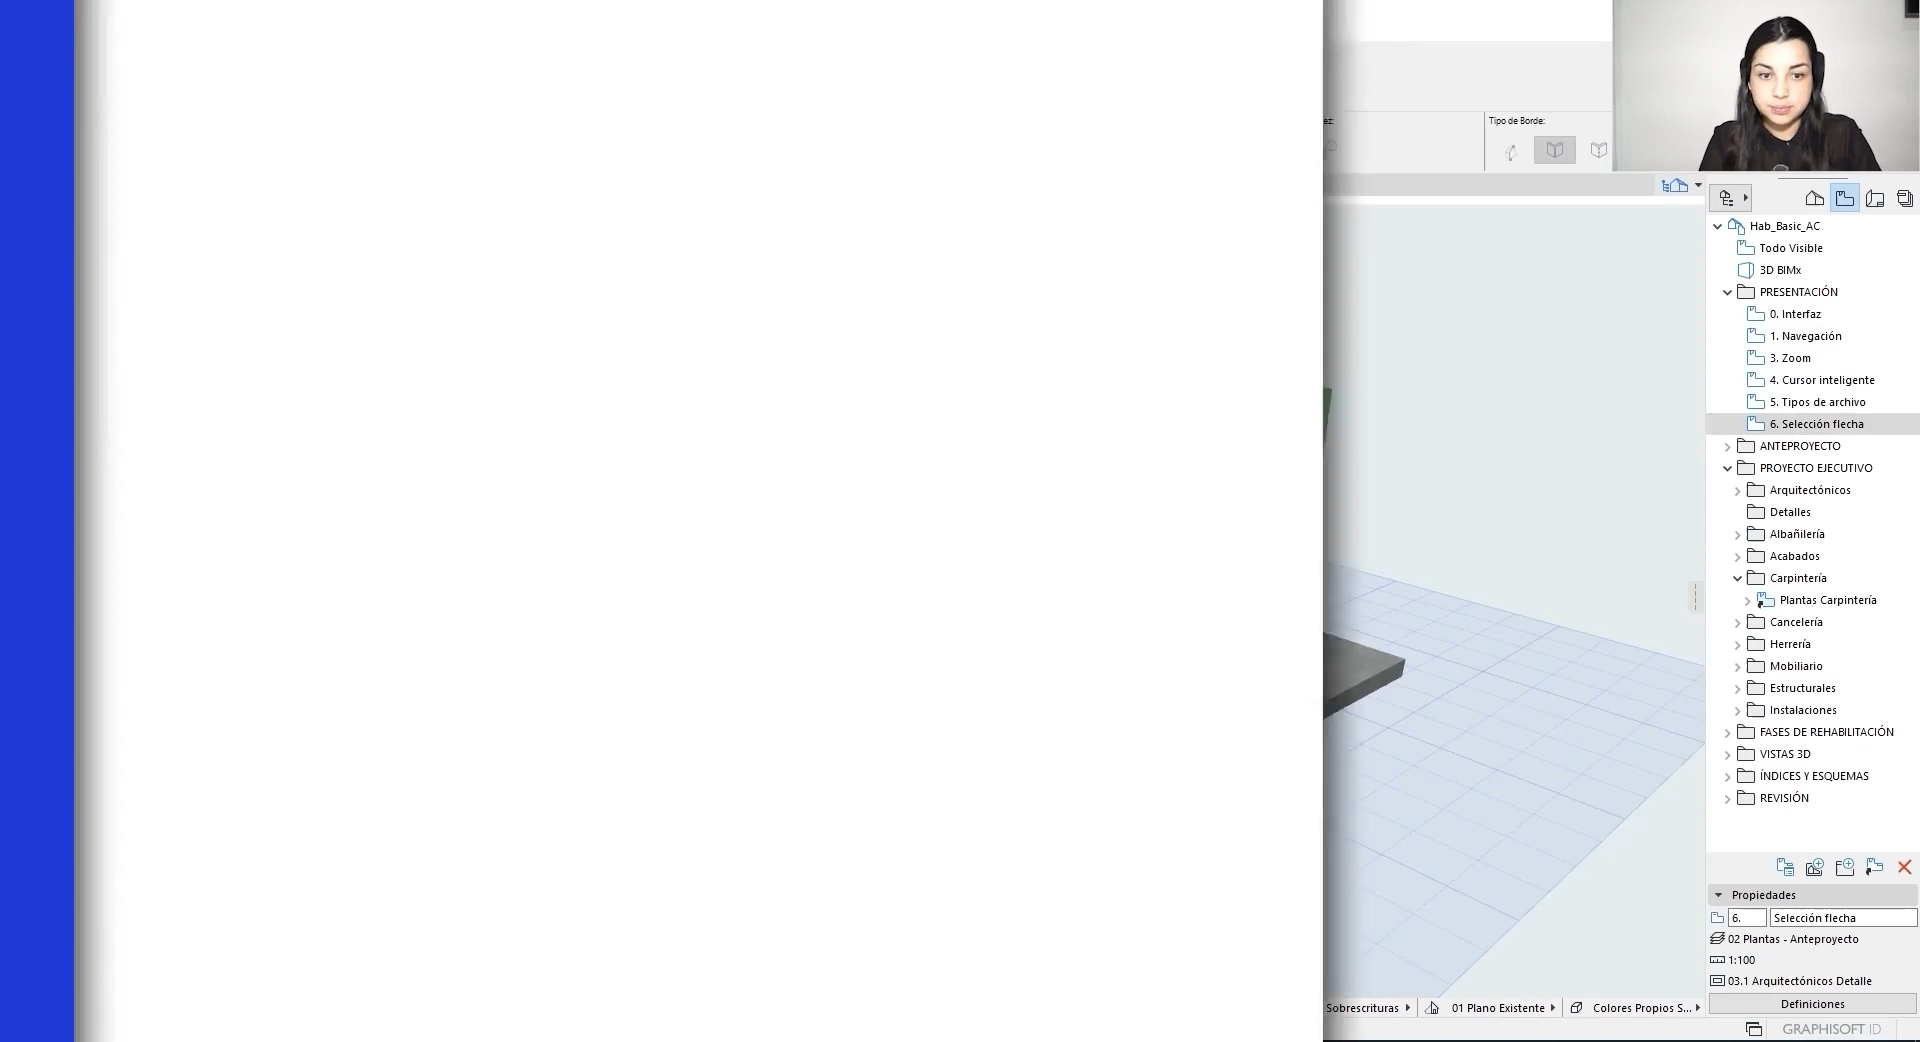 ez:
Tipo de Borde:
Hab_Basic_AC
Todo Visible
3D BIMx
PRESENTACIÓN
0. Interfaz
1. Navegación
3. Zoom
4. Cursor inteligente
5. Tipos de archivo
6. Selección flecha
ANTEPROYECTO
PROYECTO EJECUTIVO
Arquitectónicos
Detalles
Albañilería
Acabados
Carpintería
Plantas Carpintería
Cancelería
Herrería
Mobiliario
Estructurales
Instalaciones
FASES DE REHABILITACIÓN
VISTAS 3D
ÍNDICES Y ESQUEMAS
REVISIÓN
Propiedades
6. Selección flecha
02 Plantas - Anteproyecto
1:100
03.1 Arquitectónicos Detalle
Definiciones
Sobrescrituras 01 Plano Existente Colores Propios S...
GRAPHISOFT ID